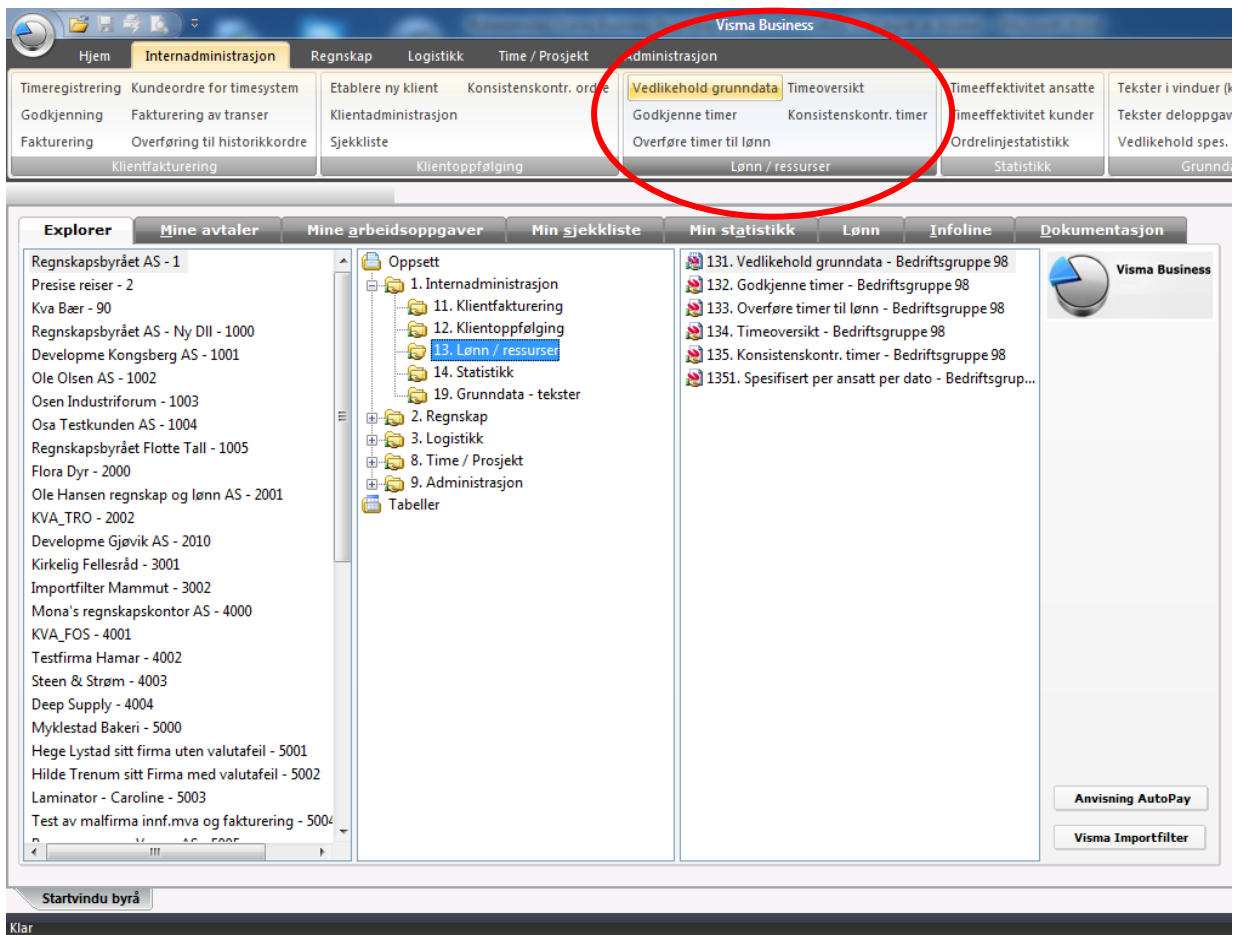 Visma Business
Hjem Internadministrasjon Regnskap Logistikk Time / Prosjekt Administrasjon
Timeregistrering Kundeordre for timesystem Etablere ny klient Konsistenskontr. ordre Vedlikehold grunndata Timeoversikt Timeeffektivitet ansatte Tekster i vinduer (k
Godkjenning Fakturering av transer Klientadministrasjon Godkjenne timer Konsistenskontr. timer Timeeffektivitet kunder Tekster deloppgav
Fakturering Overføring til historikkordre Sjekkliste Overføre timer til lønn Ordrelinjestatistikk Vedlikehold spes.
Klientfakturering Klientoppfølging Lønn / ressurser Statistikk Grunnda
Explorer Mine avtaler Mine arbeidsoppgaver Min sjekkliste Min statistikk Lønn Infoline Dokumentasjon
Regnskapsbyrået AS - 1
Presise reiser - 2
Kva Bær - 90
Regnskapsbyrået AS - Ny DII - 1000
Developme Kongsberg AS - 1001
Ole Olsen AS - 1002
Osen Industriforum - 1003
Osa Testkunden AS - 1004
Regnskapsbyrået Flotte Tall - 1005
Flora Dyr - 2000
Ole Hansen regnskap og lønn AS - 2001
KVA_TRO - 2002
Developme Gjøvik AS - 2010
Kirkelig Fellesråd - 3001
Importfilter Mammut - 3002
Mona's regnskapskontor AS - 4000
KVA_FOS - 4001
Testfirma Hamar - 4002
Steen & Strøm - 4003
Deep Supply - 4004
Myklestad Bakeri - 5000
Hege Lystad sitt firma uten valutafeil - 5001
Hilde Trenum sitt Firma med valutafeil - 5002
Laminator - Caroline - 5003
Test av malfirma innf.mva og fakturering - 5004
Oppsett
1. Internadministrasjon
11. Klientfakturering
12. Klientoppfølging
13. Lønn / ressurser
14. Statistikk
19. Grunndata - tekster
2. Regnskap
3. Logistikk
8. Time / Prosjekt
9. Administrasjon
Tabeller
131. Vedlikehold grunndata - Bedriftsgruppe 98
132. Godkjenne timer - Bedriftsgruppe 98
133. Overføre timer til lønn - Bedriftsgruppe 98
134. Timeoversikt - Bedriftsgruppe 98
135. Konsistenskontr. timer - Bedriftsgruppe 98
1351. Spesifisert per ansatt per dato - Bedriftsgrup...
Visma Business
Anvisning AutoPay
Visma Importfilter
Startvindu byrå
Klar